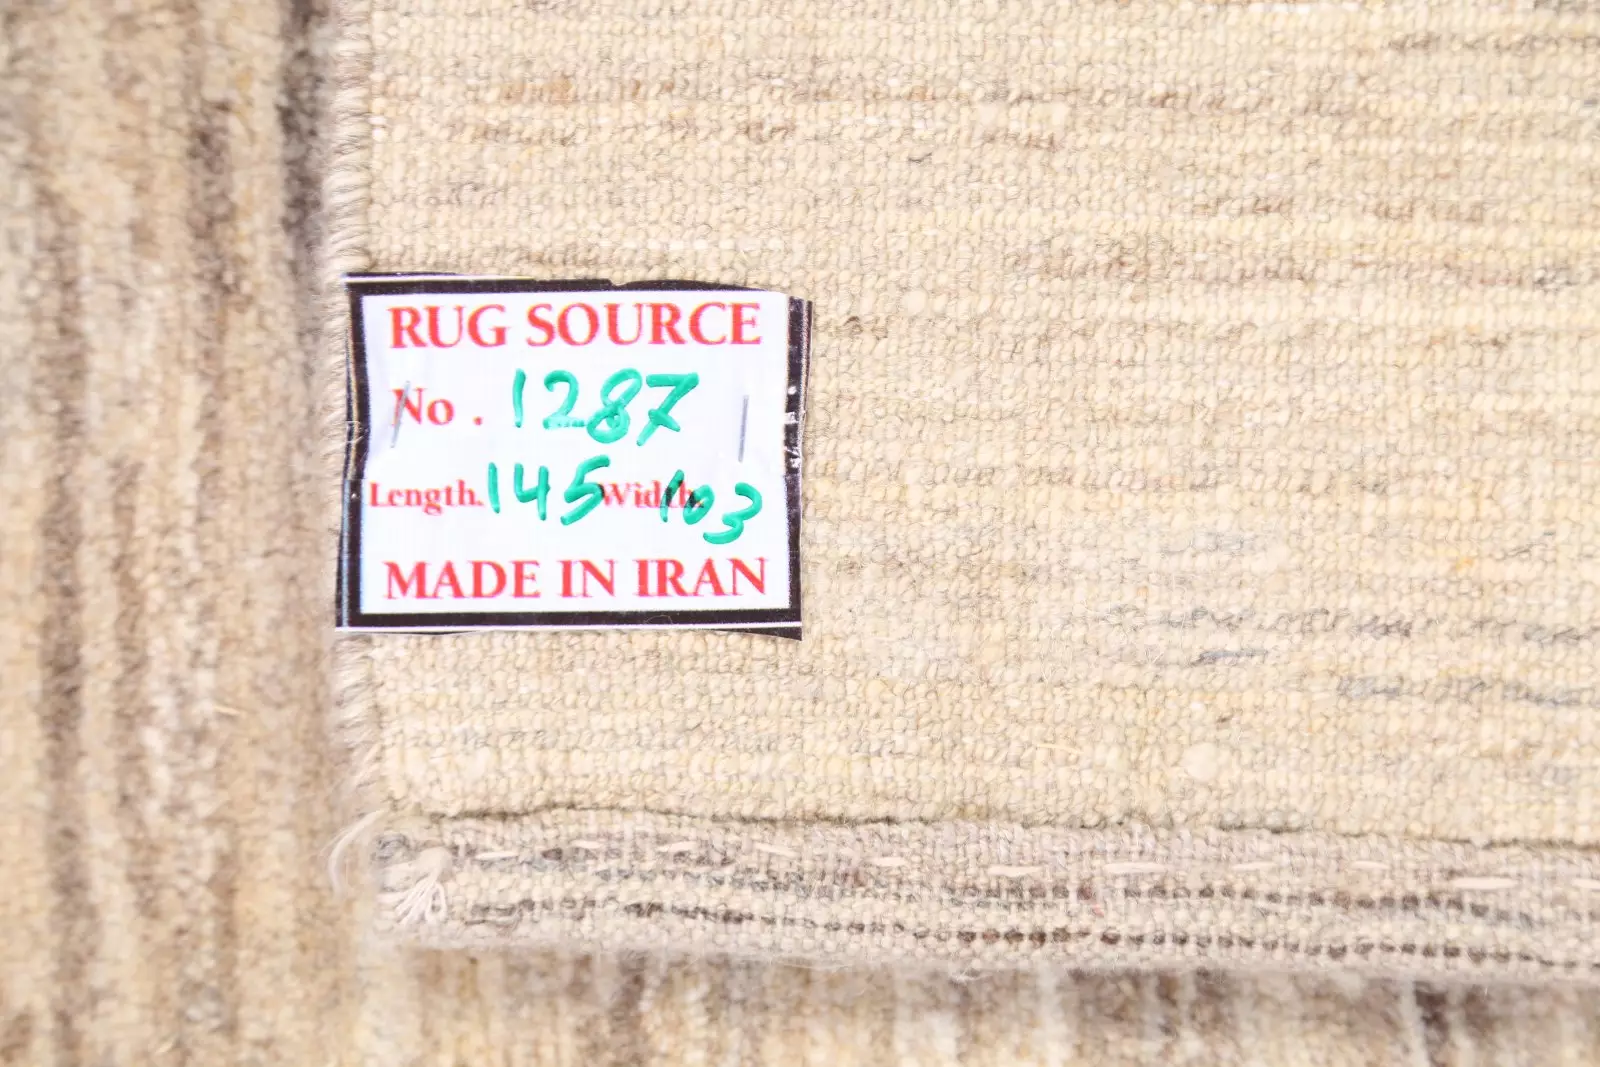 RUG SOURCE
No. 1287
Length. 145 Width. 103
MADE IN IRAN